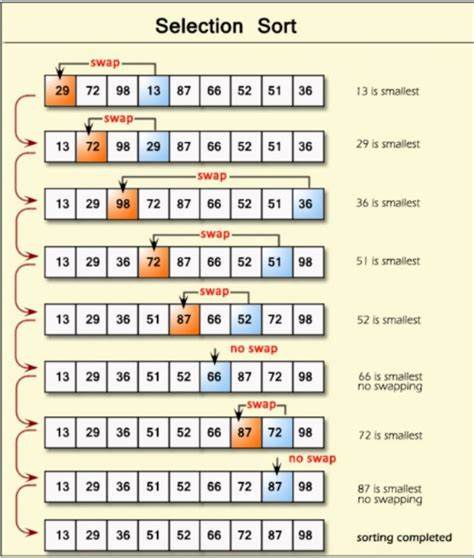 Selection Sort
swap
29 72 98 13 87 66 52 51 36 13 is smallest
swap
13 72 98 29 87 66 52 51 36 29 is smallest
swap
13 29 98 72 87 66 52 51 36 36 is smallest
swap
13 29 36 72 87 66 52 51 98 51 is smallest
swap
13 29 36 51 87 66 52 72 98 52 is smallest
no swap
13 29 36 51 52 66 87 72 98 66 is smallest
no swapping
swap
13 29 36 51 52 66 87 72 98 72 is smallest
no swap
13 29 36 51 52 66 72 87 98 87 is smallest
no swapping
13 29 36 51 52 66 72 87 98 sorting completed